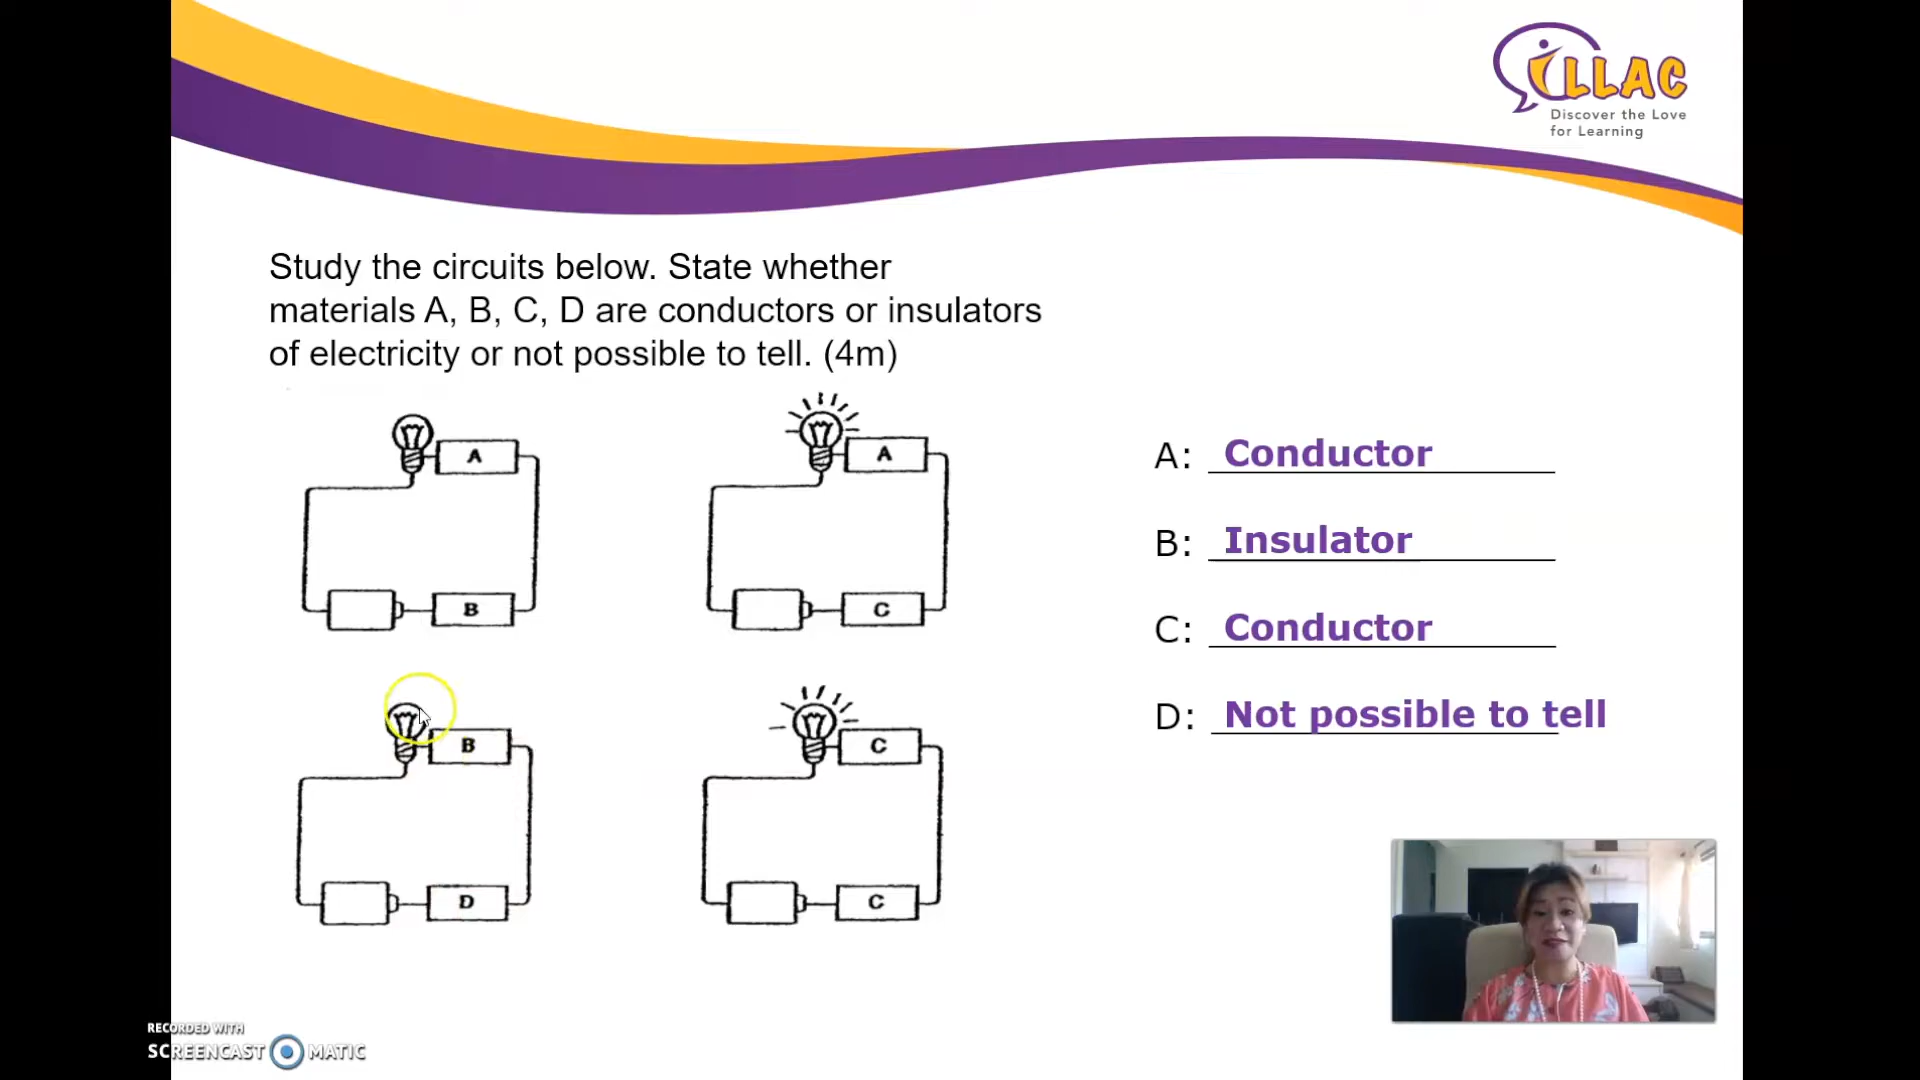 iLLAC
Discover the Love
for Learning
Study the circuits below. State whether
materials A, B, C, D are conductors or insulators
of electricity or not possible to tell. (4m)
A
A
B
C
B
C
D
C
A: Conductor
B: Insulator
C: Conductor
D: Not possible to tell
RECORDED WITH
SCREENCAST MATIC